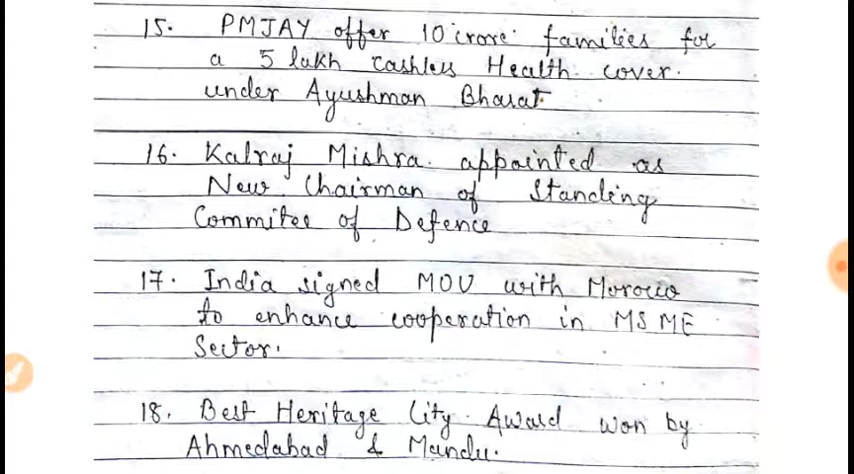 15. PMJAY offer 10 crore families for
a 5 lakh cashless Health cover.
under Ayushman Bharat.
16. Kalraj Mishra. appointed as
New Chairman of Standing
Commitee of Defence
17. India signed MOU with Morocco
to enhance cooperation in MSME
Sector.
18. Best Heritage City Award won by
Ahmedabad & Mandu.